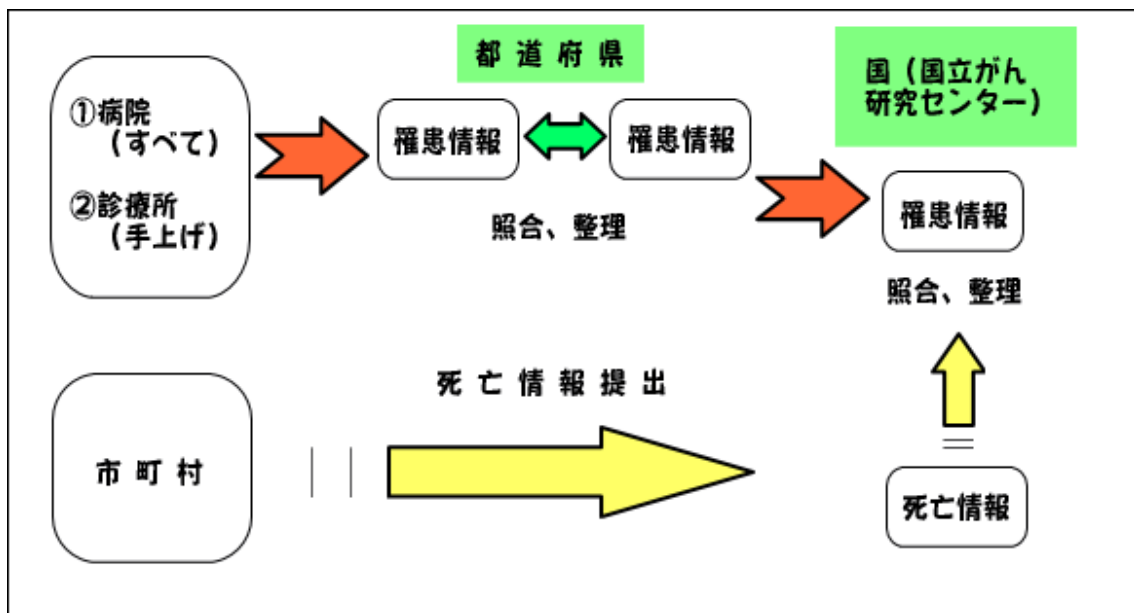 都道府県
国（国立がん
研究センター）
①病院
（すべて）
②診療所
（手上げ）
罹患情報
罹患情報
照合、整理
罹患情報
照合、整理
死亡情報提出
市町村
死亡情報